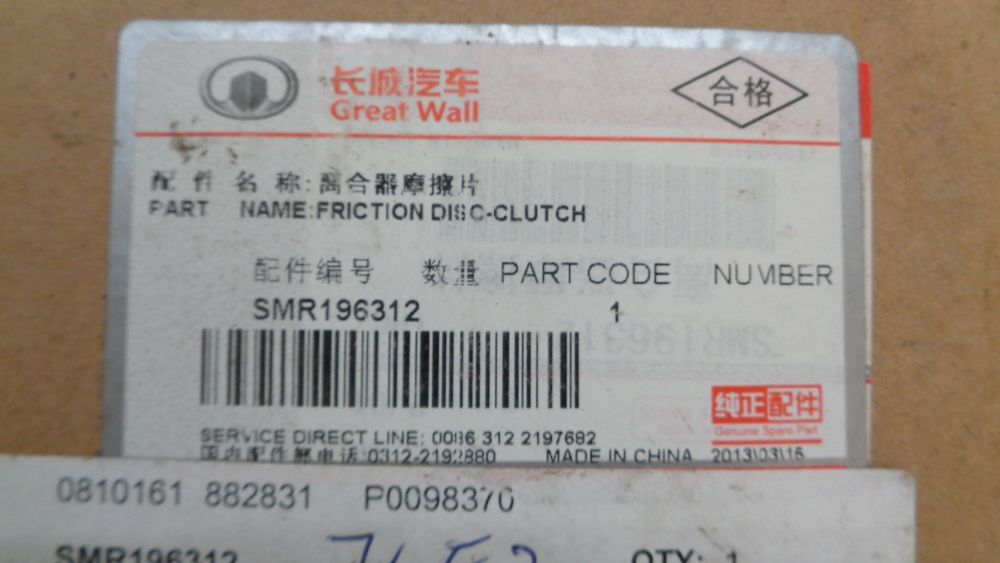 长城汽车
Great Wall
合格
配 件 名 称:离合器摩擦片
PART NAME:FRICTION DISC-CLUTCH
配件编号 数量 PART CODE NUMBER
SMR196312 1
纯正配件
Genuine Spare Part
SERVICE DIRECT LINE: 0086 312 2197682
国内配件部电话:0312-2192880 MADE IN CHINA 2013\03\16
0810161 882831 P0098370
SMR196312 QTY: 1